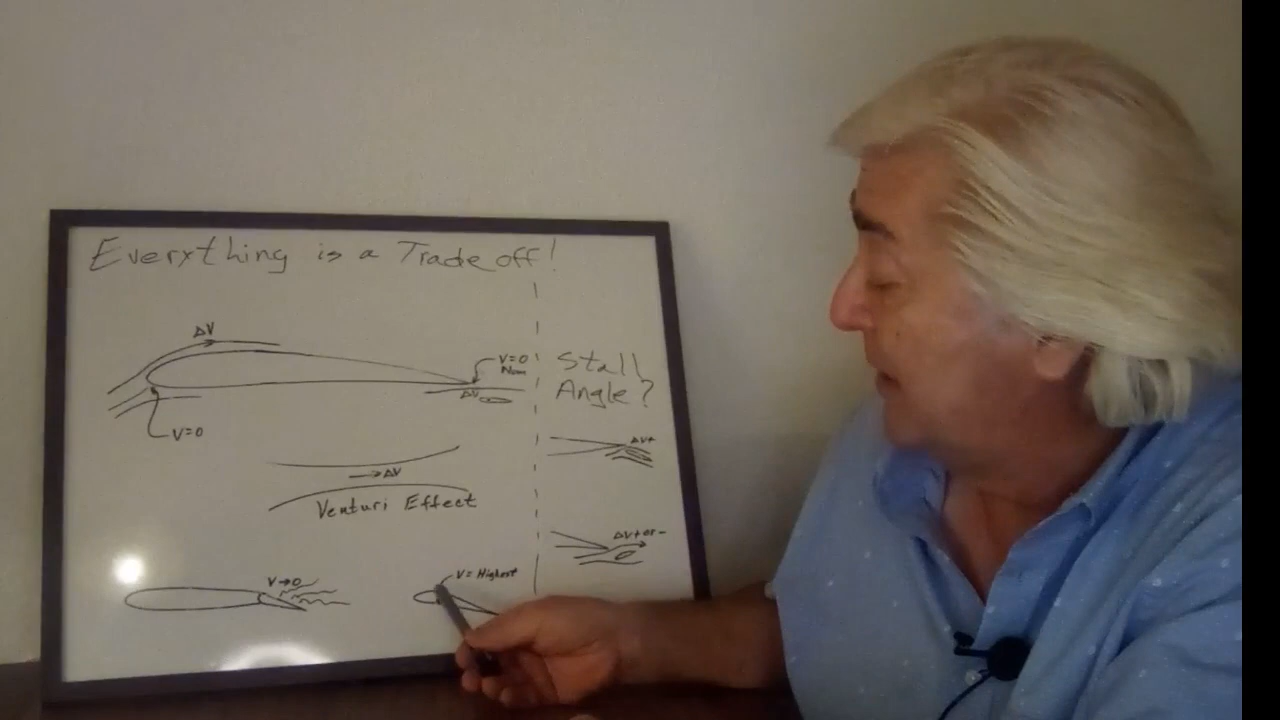 Everything is a Trade off!
ΔV
V=0
V=0
Nom
ΔV
Stall
Angle?
→ΔV
Venturi Effect
ΔV+
ΔV+or-
V→0
V=Highest